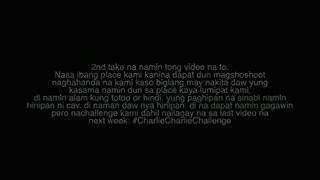 2nd take na namin tong video na to.
Nasa ibang place kami kanina dapat dun magshoshoot
naghahanda na kami kaso biglang may nakita daw yung
kasama namin dun sa place kaya lumipat kami,
di namin alam kung totoo or hindi. yung paghipan na sinabi namin
hinipan ni cav. di naman daw nya hinipan. di na dapat namin gagawin
pero nachallenge kami dahil nailagay na sa last video na
next week: #CharlieCharlieChallenge